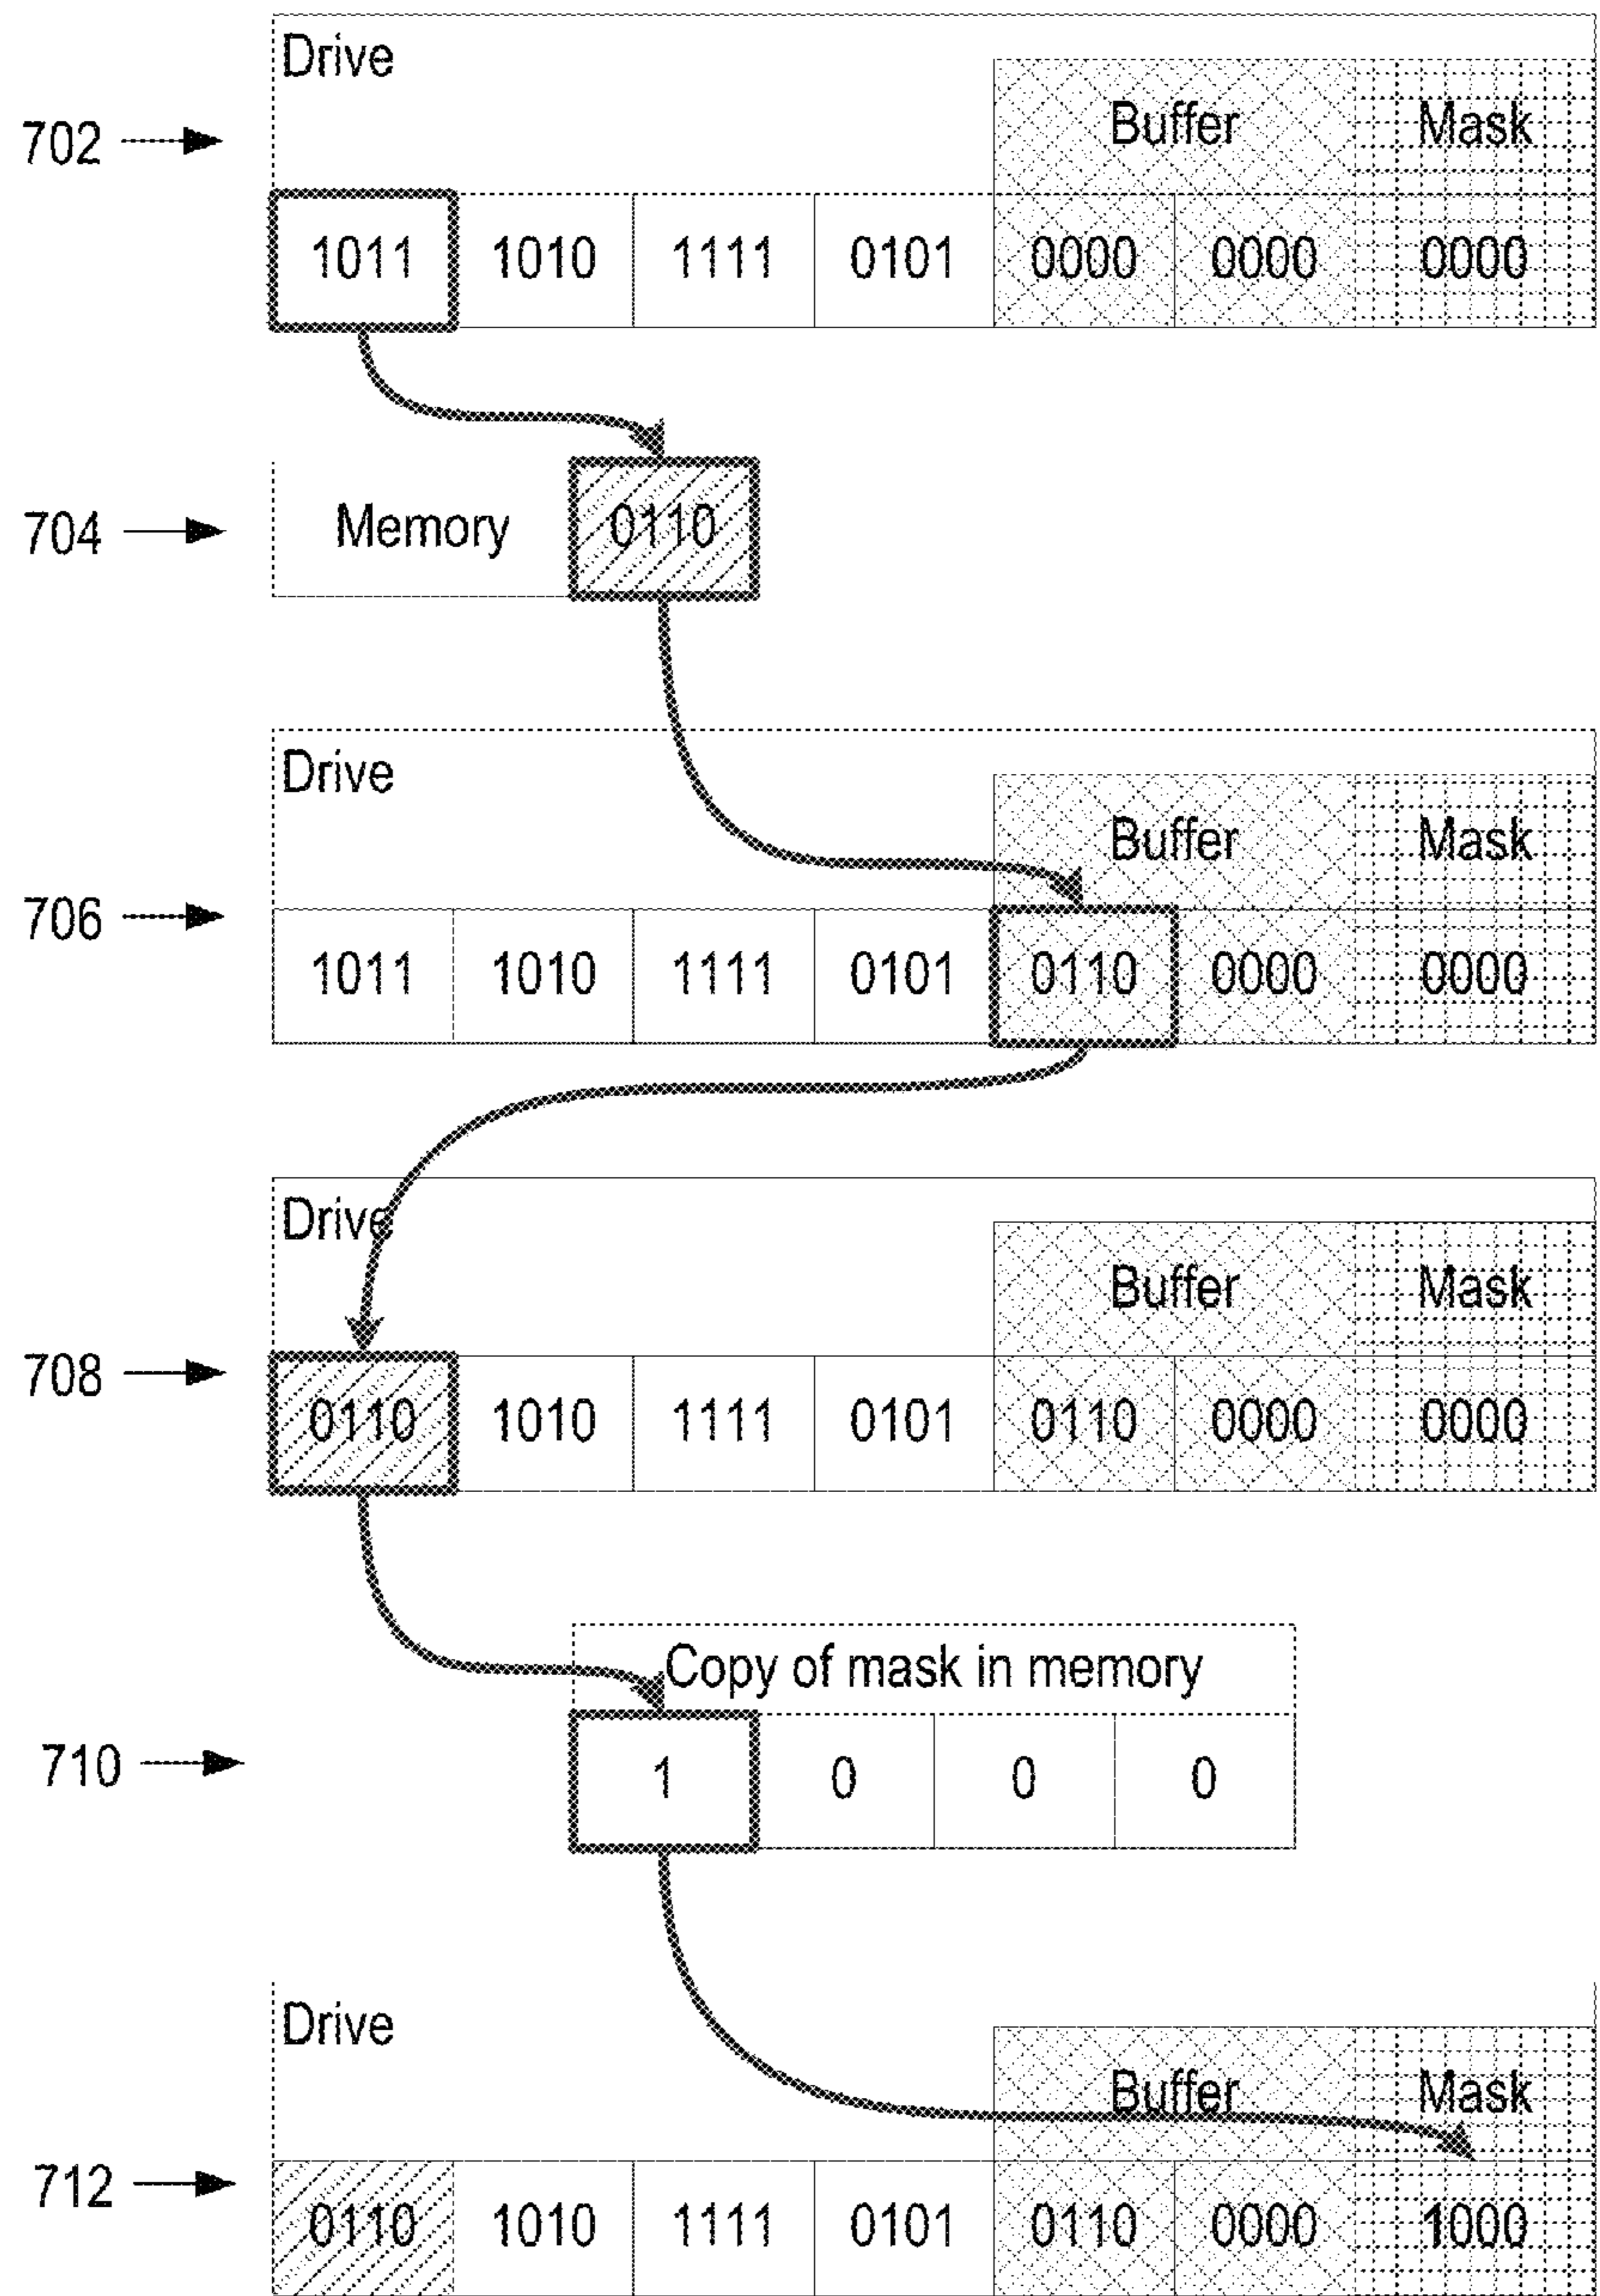 Drive
702
Buffer Mask
1011 1010 1111 0101 0000 0000 0000
704
Memory 0110
Drive
Buffer Mask
706
1011 1010 1111 0101 0110 0000 0000
Drive
Buffer Mask
708
0110 1010 1111 0101 0110 0000 0000
Copy of mask in memory
710
1 0 0 0
Drive
Buffer Mask
712
0110 1010 1111 0101 0110 0000 1000